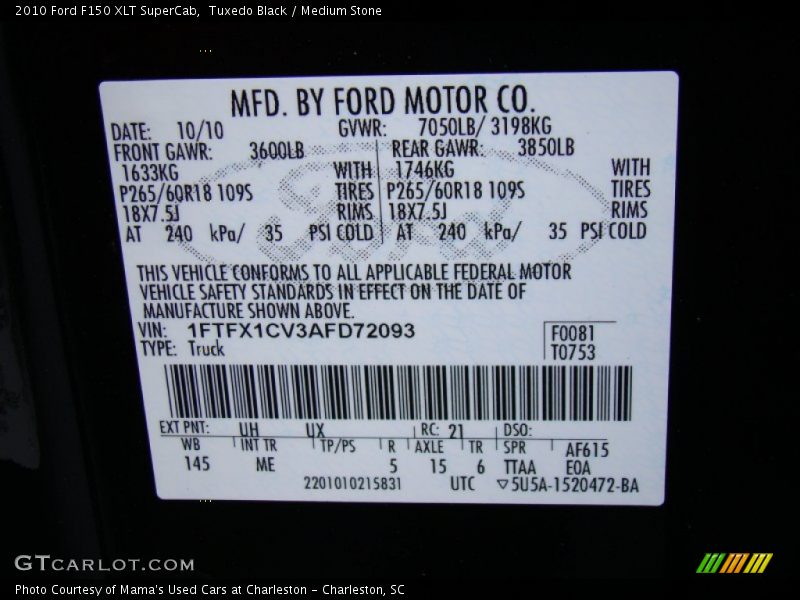 2010 Ford F150 XLT SuperCab,  Tuxedo Black / Medium Stone
MFD. BY FORD MOTOR CO.
DATE: 10/10 GVWR: 7050LB/ 3198KG
FRONT GAWR: 3600LB REAR GAWR: 3850LB
1633KG WITH 1746KG WITH
P265/60R18 109S TIRES P265/60R18 109S TIRES
18X7.5J RIMS 18X7.5J RIMS
AT 240 kPa/ 35 PSI COLD AT 240 kPa/ 35 PSI COLD
Ford
THIS VEHICLE CONFORMS TO ALL APPLICABLE FEDERAL MOTOR
VEHICLE SAFETY STANDARDS IN EFFECT ON THE DATE OF
MANUFACTURE SHOWN ABOVE.
VIN: 1FTFX1CV3AFD72093 F0081
TYPE: Truck T0753
EXT PNT: UH UX RC: 21 DSO:
WB INT TR TP/PS R AXLE TR SPR AF615
145 ME 5 15 6 TTAA EOA
2201010215831 UTC ▽5U5A-1520472-BA
GTCARLOT.COM
Photo Courtesy of Mama's Used Cars at Charleston - Charleston, SC